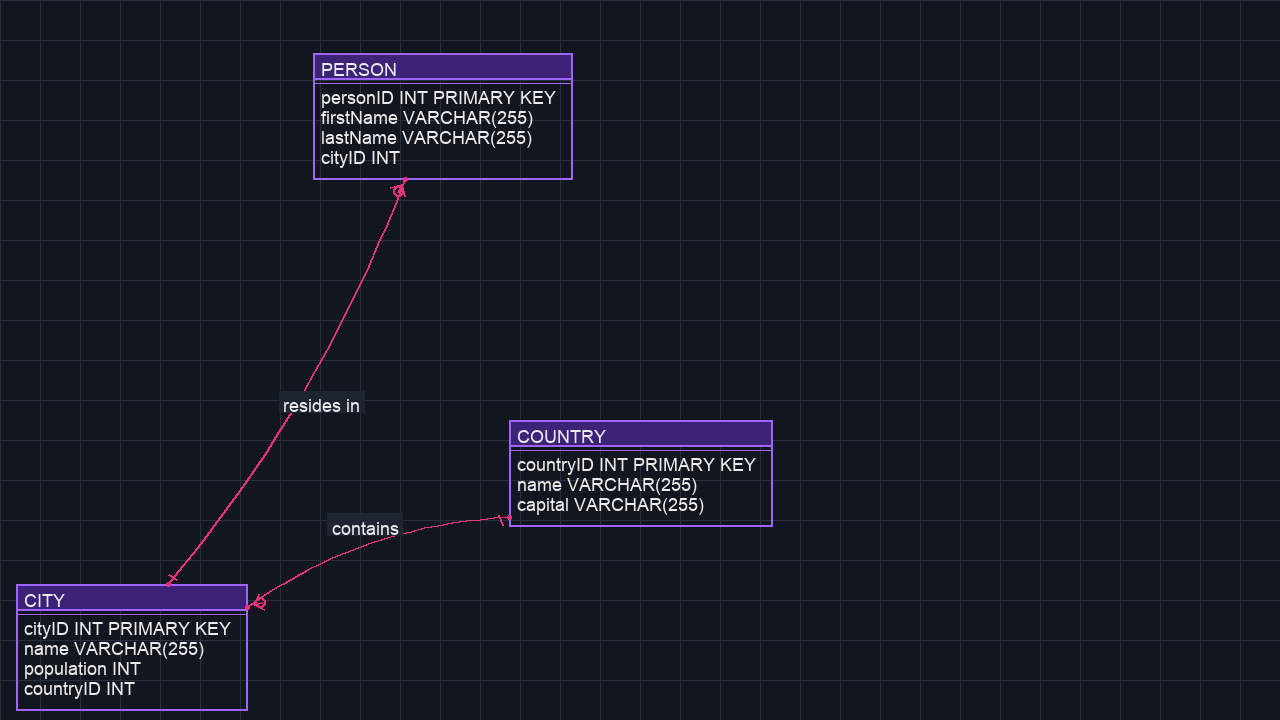 PERSON
personID INT PRIMARY KEY
firstName VARCHAR(255)
lastName VARCHAR(255)
cityID INT
resides in
COUNTRY
countryID INT PRIMARY KEY
name VARCHAR(255)
capital VARCHAR(255)
contains
CITY
cityID INT PRIMARY KEY
name VARCHAR(255)
population INT
countryID INT